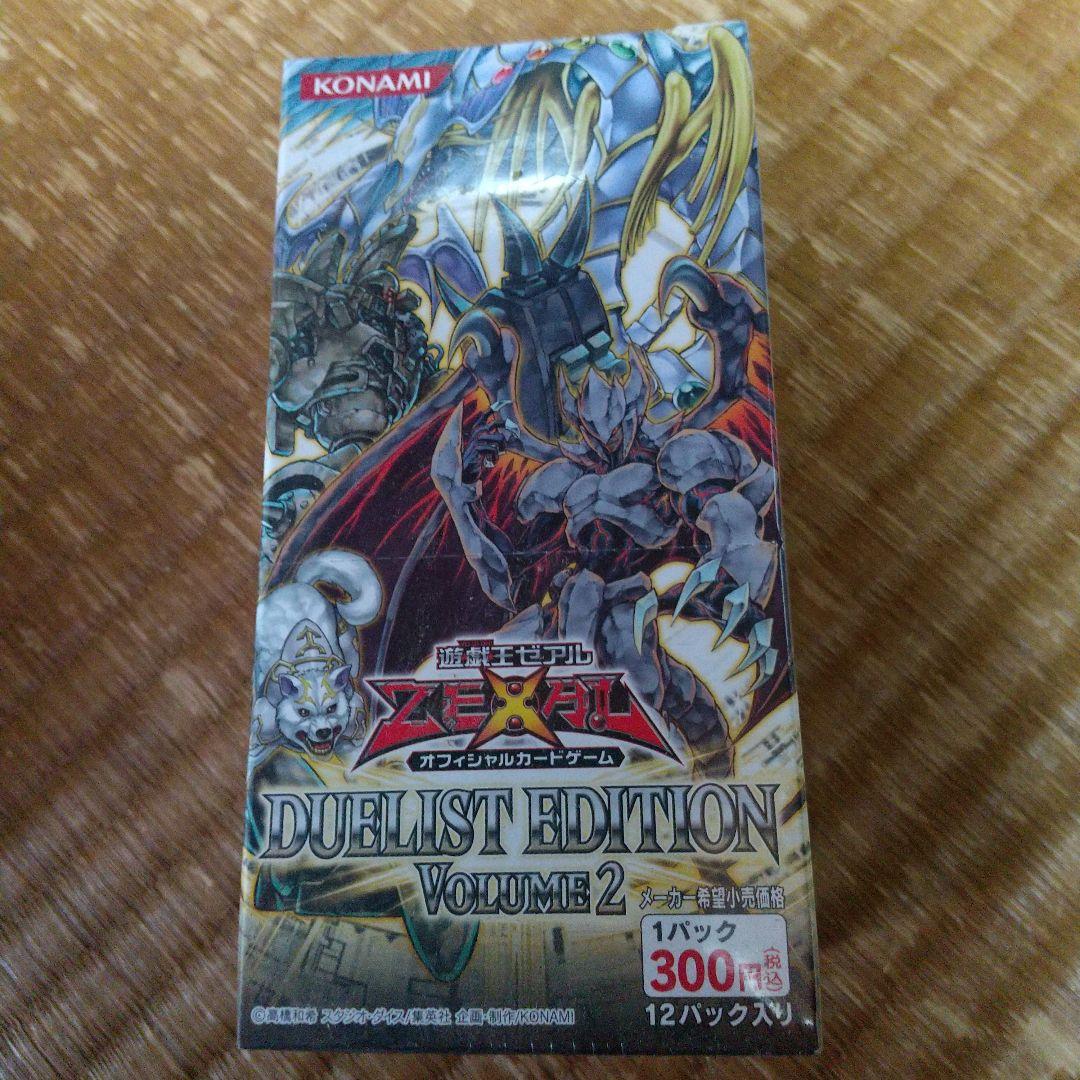 KONAMI
遊戯王ゼアル
ZEXAL
オフィシャルカードゲーム
DUELIST EDITION
VOLUME 2
メーカー希望小売価格
1パック
300円(税込)
12パック入り
©高橋和希 スタジオ・ダイス/集英社 企画・制作/KONAMI